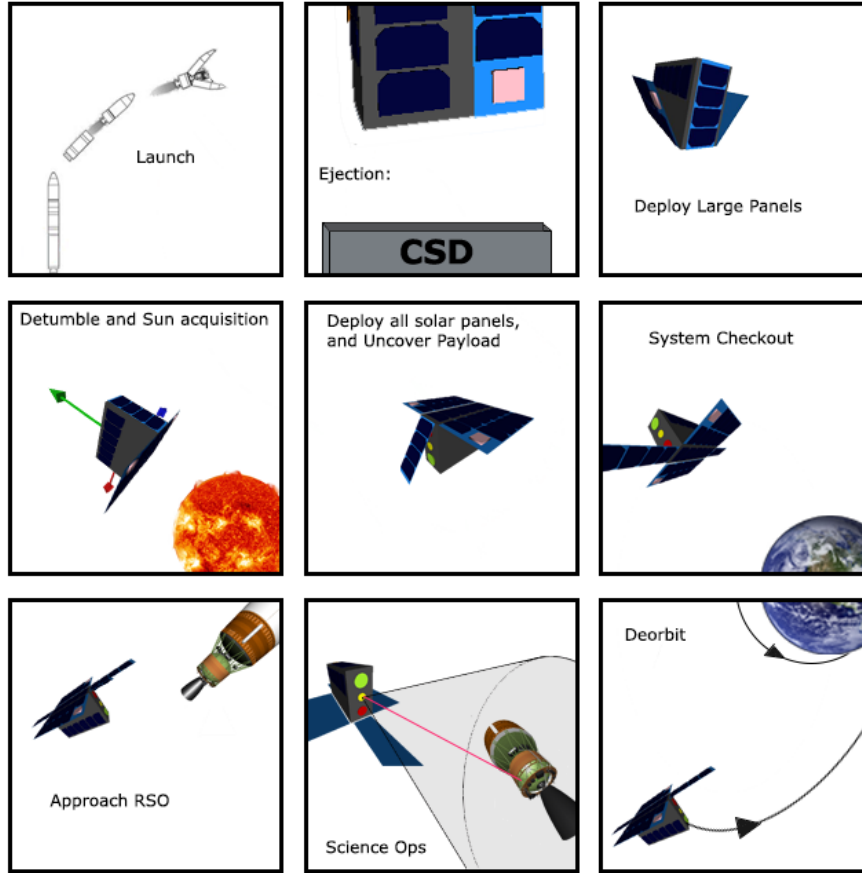 Launch
Ejection:
CSD
Deploy Large Panels
Detumble and Sun acquisition
Deploy all solar panels,
and Uncover Payload
System Checkout
Approach RSO
Science Ops
Deorbit